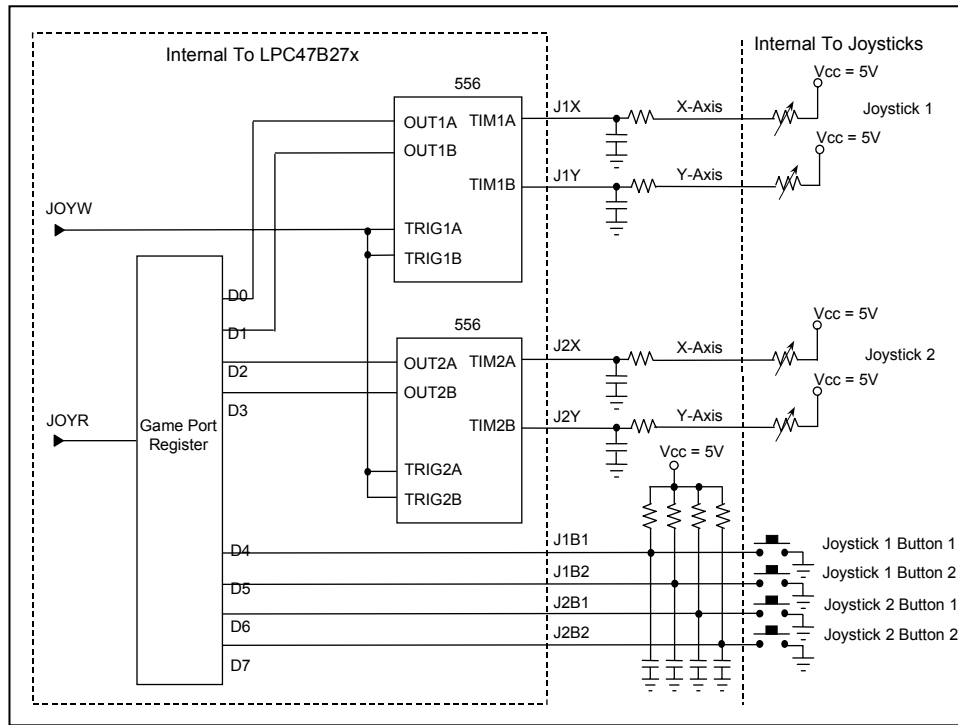 Internal To LPC47B27x
Internal To Joysticks
Vcc = 5V
556
J1X
X-Axis
Joystick 1
OUT1A
TIM1A
Vcc = 5V
OUT1B
J1Y
Y-Axis
TIM1B
JOYW
TRIG1A
TRIG1B
D0
Vcc = 5V
D1
556
J2X
X-Axis
Joystick 2
OUT2A
TIM2A
Vcc = 5V
D2
OUT2B
D3
J2Y
Y-Axis
JOYR
Game Port
Register
TIM2B
Vcc = 5V
TRIG2A
TRIG2B
D4
J1B1
Joystick 1 Button 1
D5
J1B2
Joystick 1 Button 2
D6
J2B1
Joystick 2 Button 1
D7
J2B2
Joystick 2 Button 2